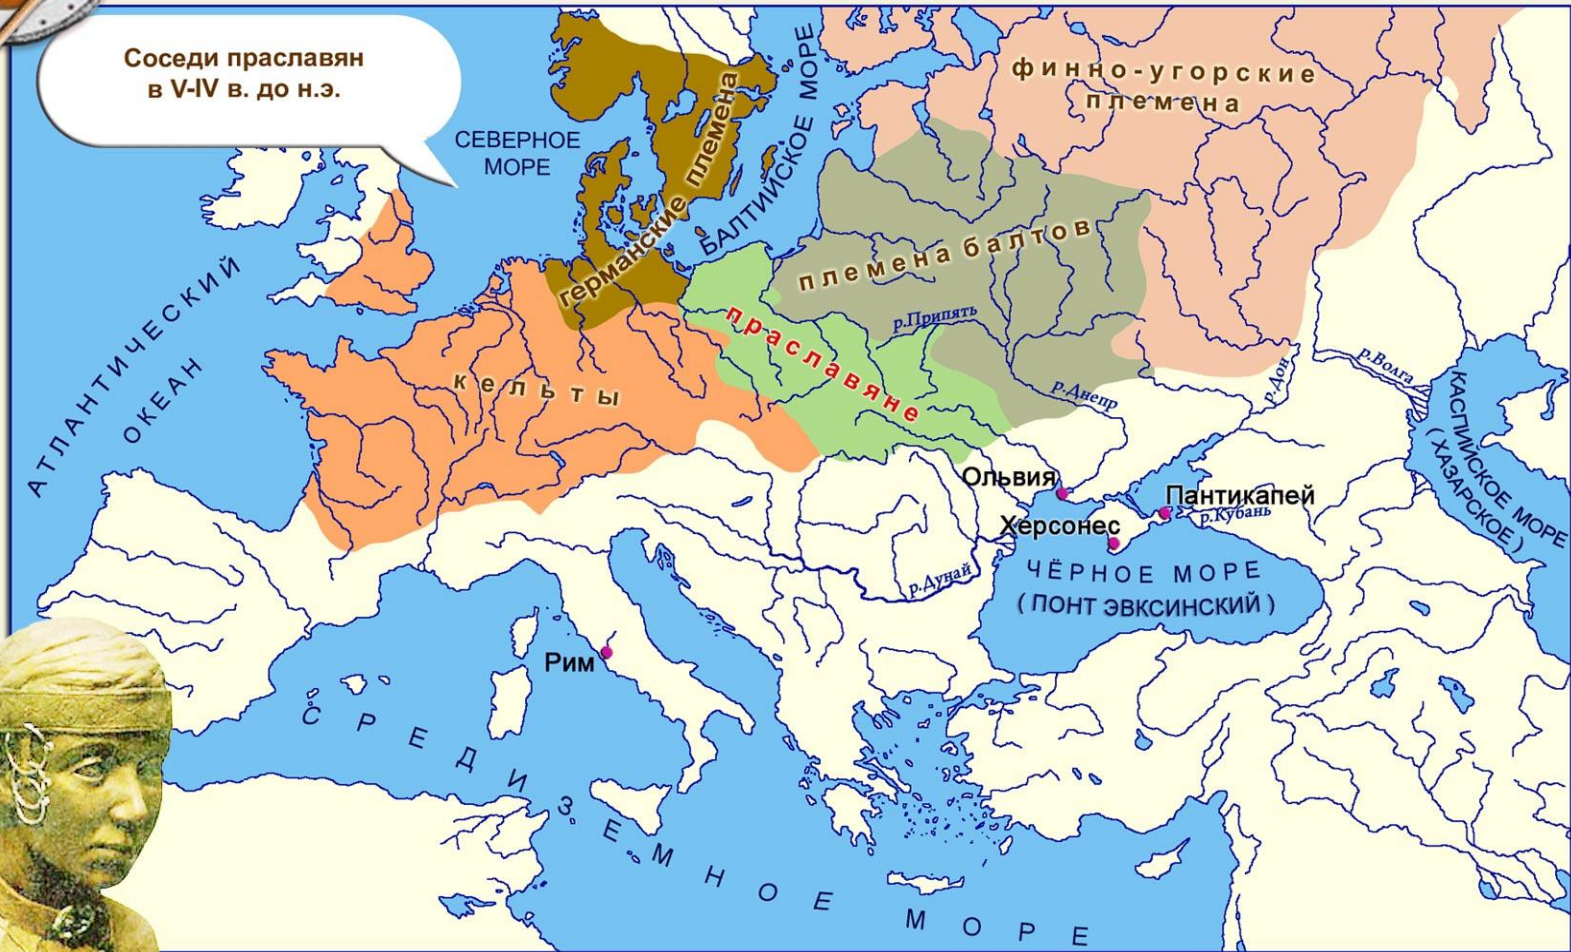 Соседи праславян
в V-IV в. до н.э.
СЕВЕРНОЕ
МОРЕ
БАЛТИЙСКОЕ МОРЕ
финно-угорские
племена
германские племена
племена балтов
АТЛАНТИЧЕСКИЙ
ОКЕАН
праславяне
р.Припять
кельты
р.Днепр
р.Дон
р.Волга
КАСПИЙСКОЕ МОРЕ
(ХАЗАРСКОЕ)
Ольвия
Пантикапей
р.Кубань
Херсонес
р.Дунай
ЧЁРНОЕ МОРЕ
(ПОНТ ЭВКСИНСКИЙ)
Рим
СРЕДИЗЕМНОЕ МОРЕ